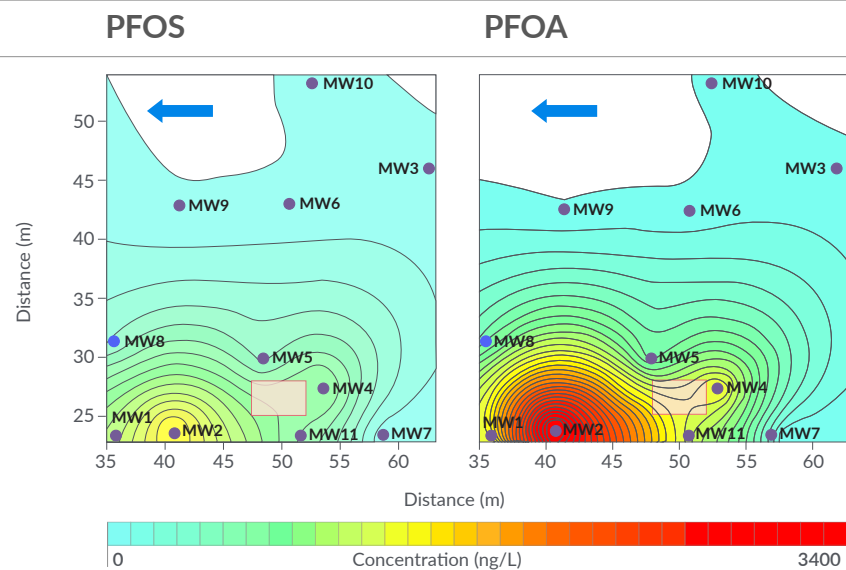 PFOS PFOA
MW10 MW10
50
MW3 MW3
45
MW9 MW6 MW9 MW6
40
Distance (m)
35
MW8 MW8
30
MW5 MW5
MW4 MW4
25
MW1 MW2 MW11 MW7 MW1 MW2 MW11 MW7
35 40 45 50 55 60 35 40 45 50 55 60
Distance (m)
0 Concentration (ng/L) 3400